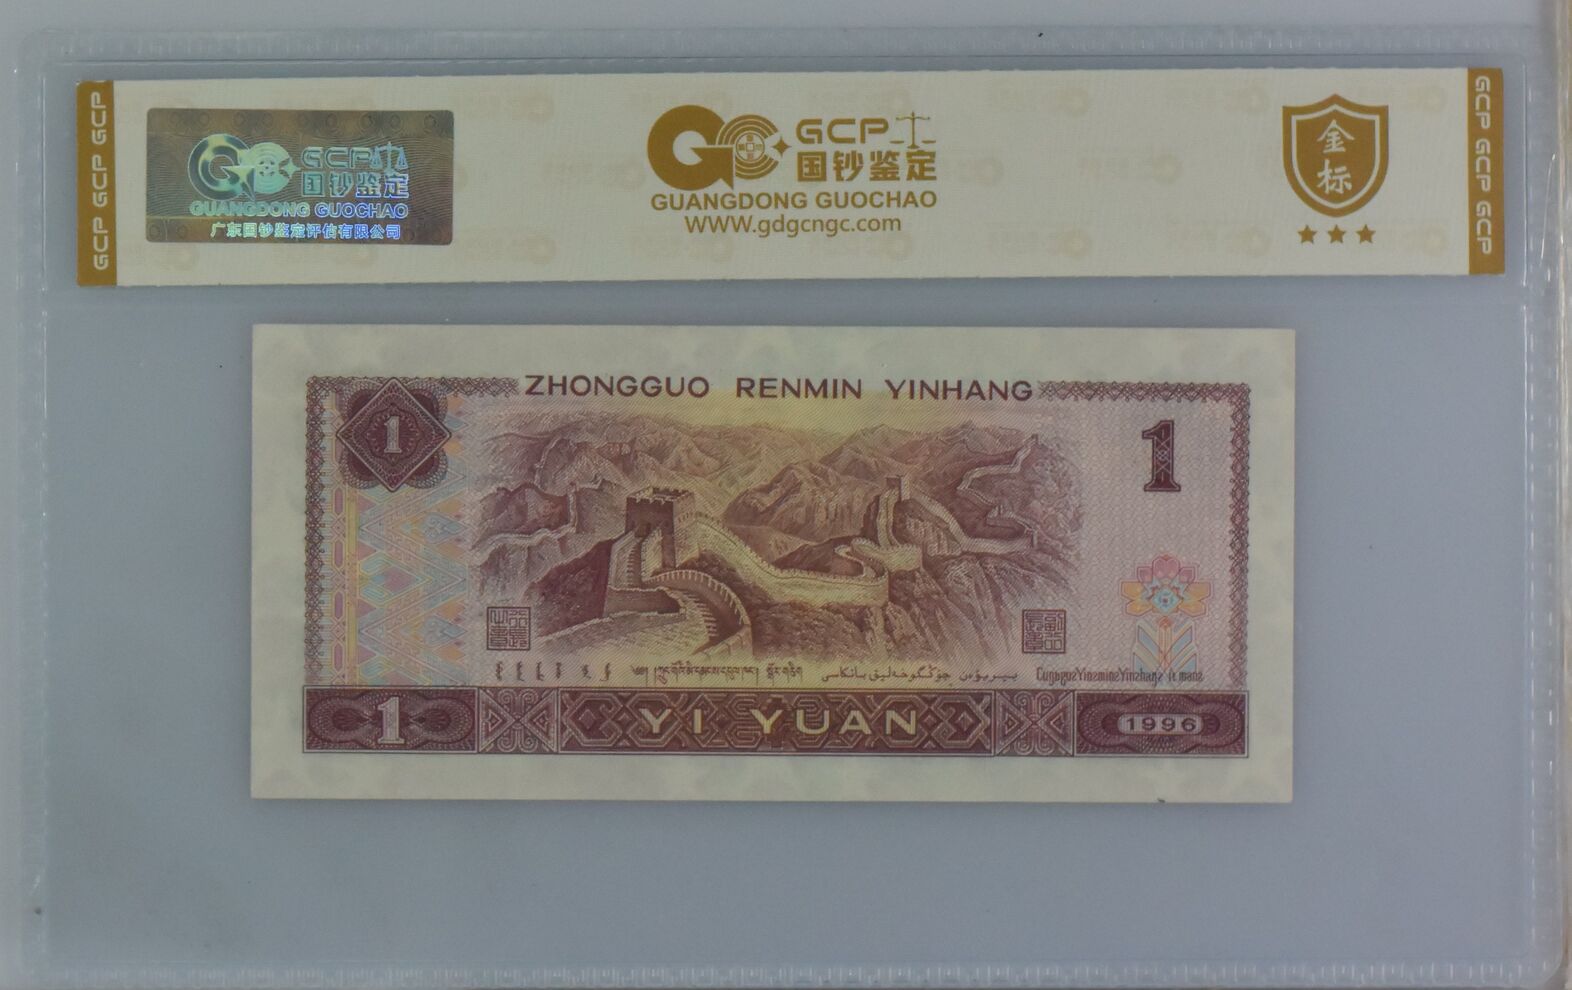 GCP GCP GCP
GCP 国钞鉴定
GUANGDONG GUOCHAO
广东国钞鉴定评估有限公司
GCP
国钞鉴定
GUANGDONG GUOCHAO
WWW.gdgcngc.com
金
标
GCP GCP GCP
ZHONGGUO RENMIN YINHANG
1
1
1
YI YUAN
1996